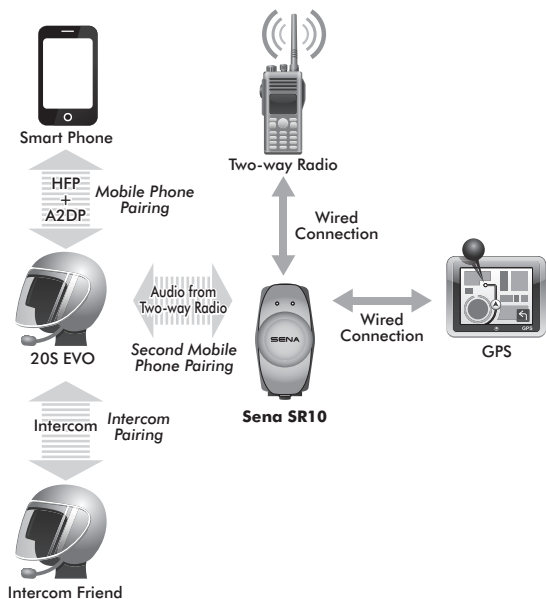 Smart Phone
Two-way Radio
HFP
+
A2DP
Mobile Phone
Pairing
Wired
Connection
Audio from
Two-way Radio
SENA
Wired
Connection
GPS
20S EVO
Second Mobile
Phone Pairing
GPS
Sena SR10
Intercom
Intercom
Pairing
Intercom Friend